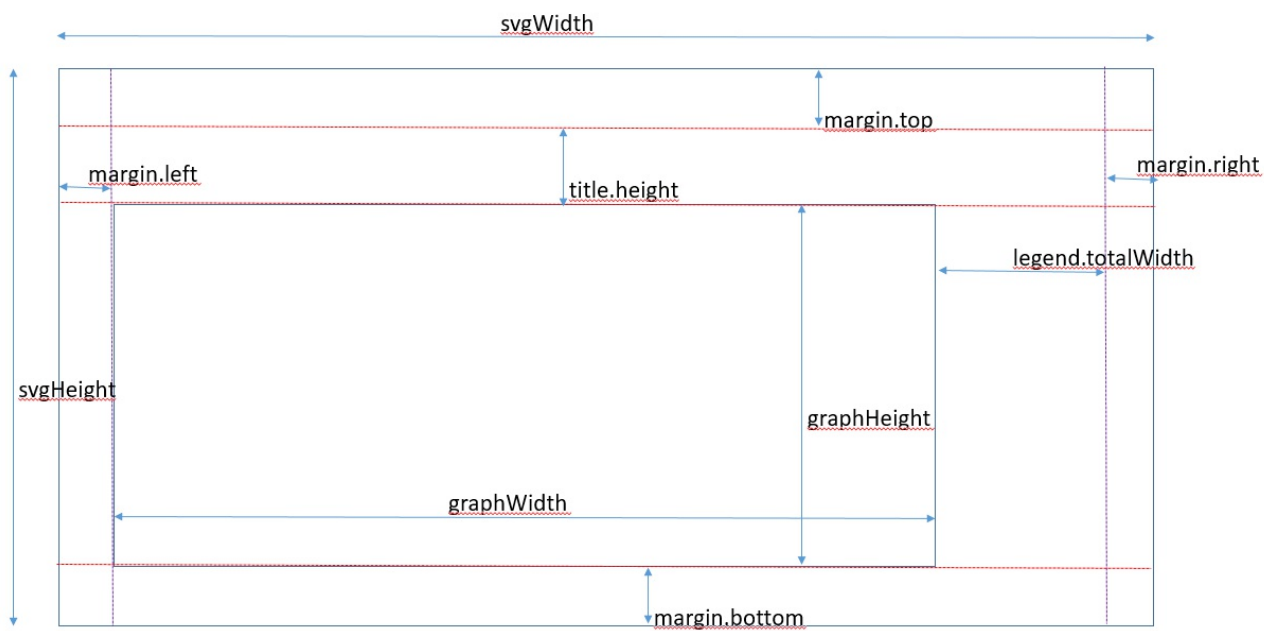 svgWidth
margin.top
margin.left
margin.right
title.height
legend.totalWidth
svgHeight
graphHeight
graphWidth
margin.bottom